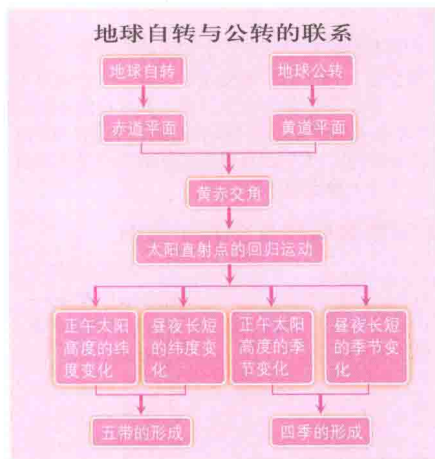 地球自转与公转的联系
地球自转
地球公转
赤道平面
黄道平面
黄赤交角
太阳直射点的回归运动
正午太阳
高度的纬
度变化
昼夜长短
的纬度变
化
正午太阳
高度的季
节变化
昼夜长短
的季节变
化
五带的形成
四季的形成